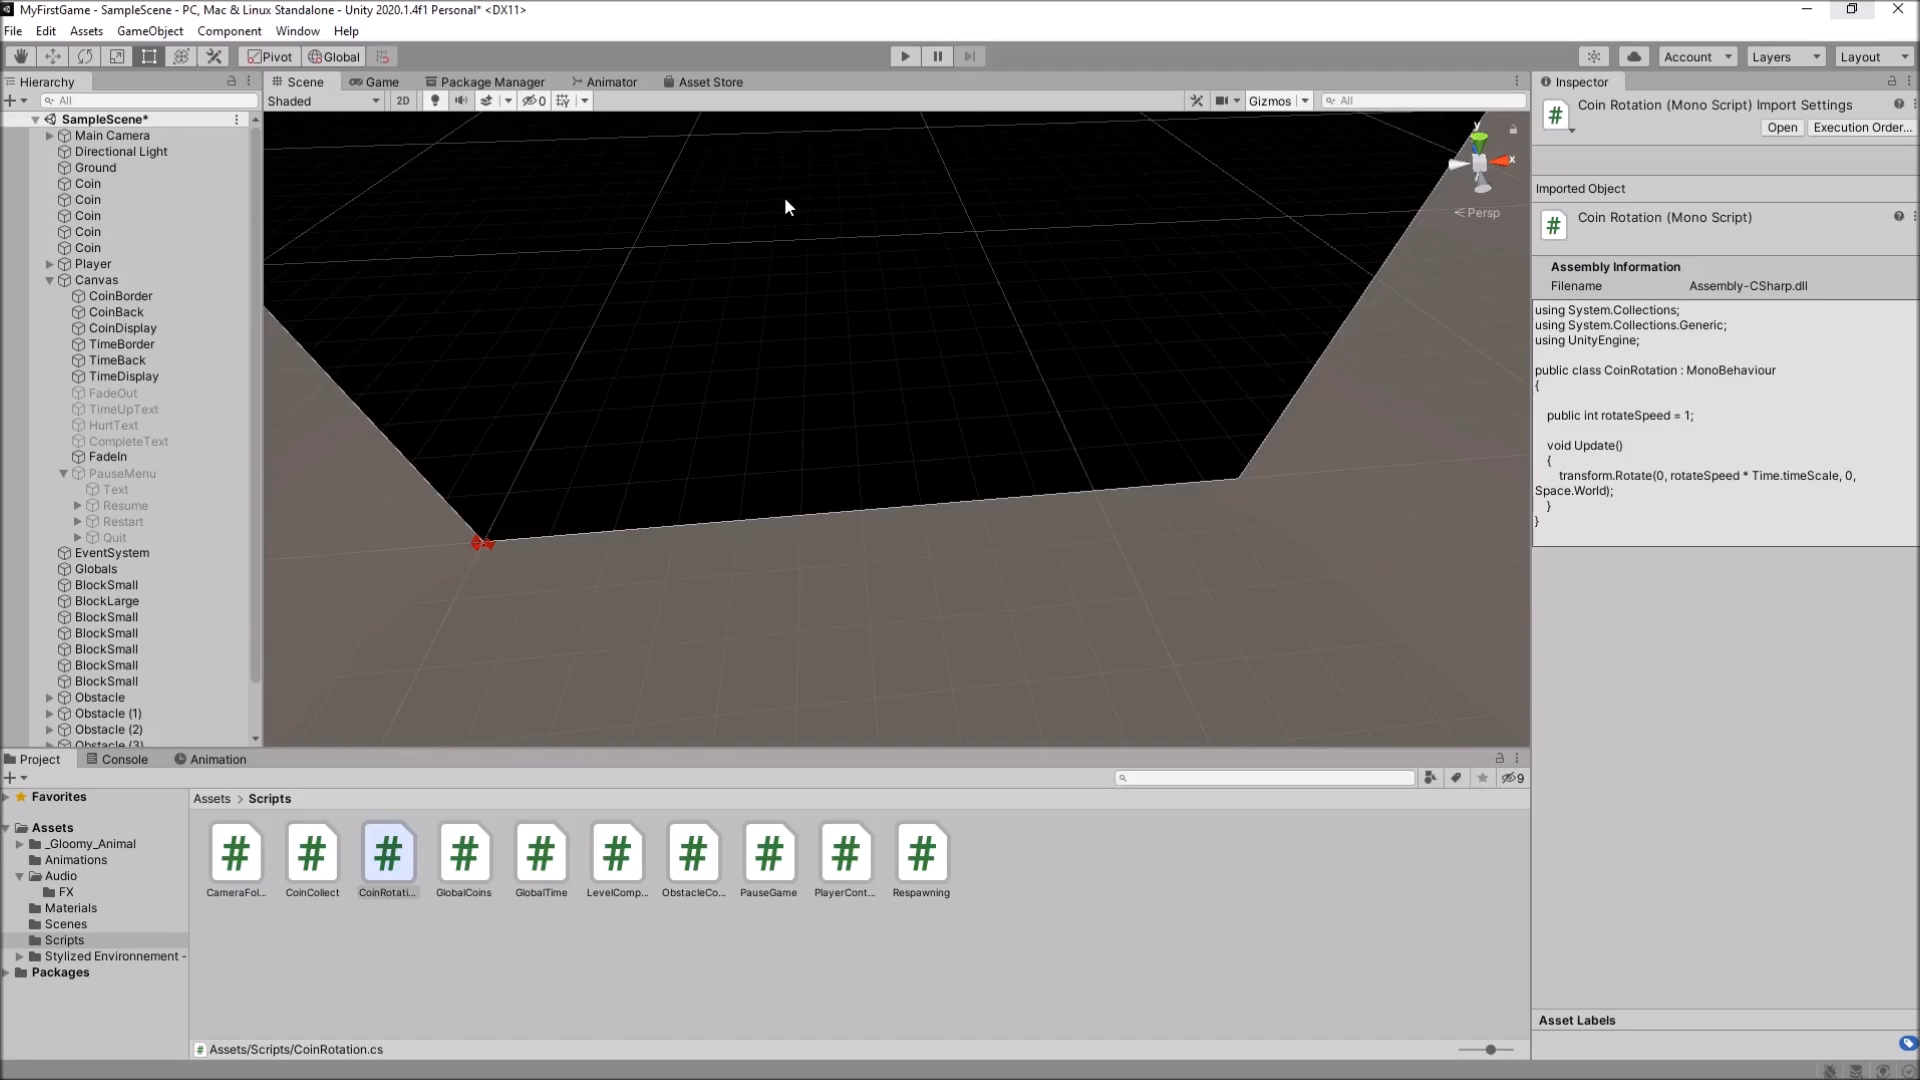 MyFirstGame - SampleScene - PC, Mac & Linux Standalone - Unity 2020.1.4f1 Personal* <DX11>
File Edit Assets GameObject Component Window Help
Pivot Global Account Layers Layout
Hierarchy
All
SampleScene*
Main Camera
Directional Light
Ground
Coin
Coin
Coin
Coin
Coin
Player
Canvas
CoinBorder
CoinBack
CoinDisplay
TimeBorder
TimeBack
TimeDisplay
FadeOut
TimeUpText
HurtText
CompleteText
FadeIn
PauseMenu
Text
Resume
Restart
Quit
EventSystem
Globals
BlockSmall
BlockLarge
BlockSmall
BlockSmall
BlockSmall
BlockSmall
BlockSmall
Obstacle
Obstacle (1)
Obstacle (2)
Obstacle (3)
Scene Game Package Manager Animator Asset Store
Shaded 2D 0 Gizmos All
y
x
< Persp
Inspector
Coin Rotation (Mono Script) Import Settings
Open Execution Order...
Imported Object
Coin Rotation (Mono Script)
Assembly Information
Filename Assembly-CSharp.dll
using System.Collections;
using System.Collections.Generic;
using UnityEngine;
public class CoinRotation : MonoBehaviour
{
public int rotateSpeed = 1;
void Update()
{
transform.Rotate(0, rotateSpeed * Time.timeScale, 0,
Space.World);
}
}
Asset Labels
Project Console Animation
9
Favorites
Assets
_Gloomy_Animal
Animations
Audio
FX
Materials
Scenes
Scripts
Stylized Environnement -
Packages
Assets > Scripts
CameraFol... CoinCollect CoinRotati... GlobalCoins GlobalTime LevelComp... ObstacleCo... PauseGame PlayerCont... Respawning
Assets/Scripts/CoinRotation.cs